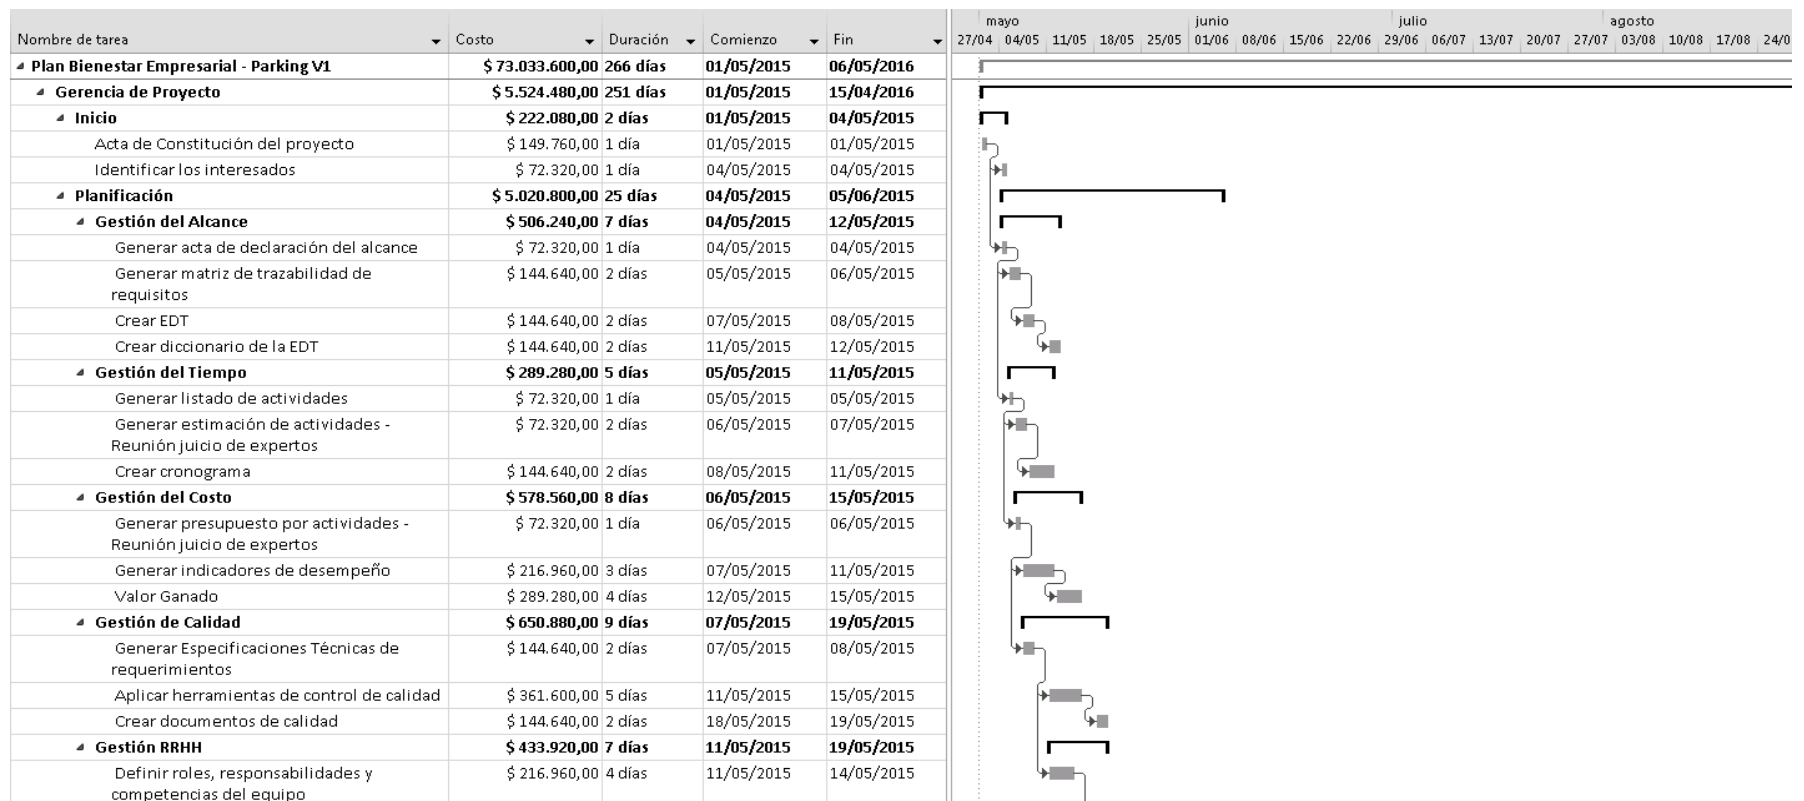 mayo junio julio agosto
Nombre de tarea Costo Duración Comienzo Fin 27/04 04/05 11/05 18/05 25/05 01/06 08/06 15/06 22/06 29/06 06/07 13/07 20/07 27/07 03/08 10/08 17/08 24/0
Plan Bienestar Empresarial - Parking V1 $ 73.033.600,00 266 días 01/05/2015 06/05/2016
Gerencia de Proyecto $ 5.524.480,00 251 días 01/05/2015 15/04/2016
Inicio $ 222.080,00 2 días 01/05/2015 04/05/2015
Acta de Constitución del proyecto $ 149.760,00 1 día 01/05/2015 01/05/2015
Identificar los interesados $ 72.320,00 1 día 04/05/2015 04/05/2015
Planificación $ 5.020.800,00 25 días 04/05/2015 05/06/2015
Gestión del Alcance $ 506.240,00 7 días 04/05/2015 12/05/2015
Generar acta de declaración del alcance $ 72.320,00 1 día 04/05/2015 04/05/2015
Generar matriz de trazabilidad de $ 144.640,00 2 días 05/05/2015 06/05/2015
requisitos
Crear EDT $ 144.640,00 2 días 07/05/2015 08/05/2015
Crear diccionario de la EDT $ 144.640,00 2 días 11/05/2015 12/05/2015
Gestión del Tiempo $ 289.280,00 5 días 05/05/2015 11/05/2015
Generar listado de actividades $ 72.320,00 1 día 05/05/2015 05/05/2015
Generar estimación de actividades - $ 72.320,00 2 días 06/05/2015 07/05/2015
Reunión juicio de expertos
Crear cronograma $ 144.640,00 2 días 08/05/2015 11/05/2015
Gestión del Costo $ 578.560,00 8 días 06/05/2015 15/05/2015
Generar presupuesto por actividades - $ 72.320,00 1 día 06/05/2015 06/05/2015
Reunión juicio de expertos
Generar indicadores de desempeño $ 216.960,00 3 días 07/05/2015 11/05/2015
Valor Ganado $ 289.280,00 4 días 12/05/2015 15/05/2015
Gestión de Calidad $ 650.880,00 9 días 07/05/2015 19/05/2015
Generar Especificaciones Técnicas de $ 144.640,00 2 días 07/05/2015 08/05/2015
requerimientos
Aplicar herramientas de control de calidad $ 361.600,00 5 días 11/05/2015 15/05/2015
Crear documentos de calidad $ 144.640,00 2 días 18/05/2015 19/05/2015
Gestión RRHH $ 433.920,00 7 días 11/05/2015 19/05/2015
Definir roles, responsabilidades y $ 216.960,00 4 días 11/05/2015 14/05/2015
competencias del equipo